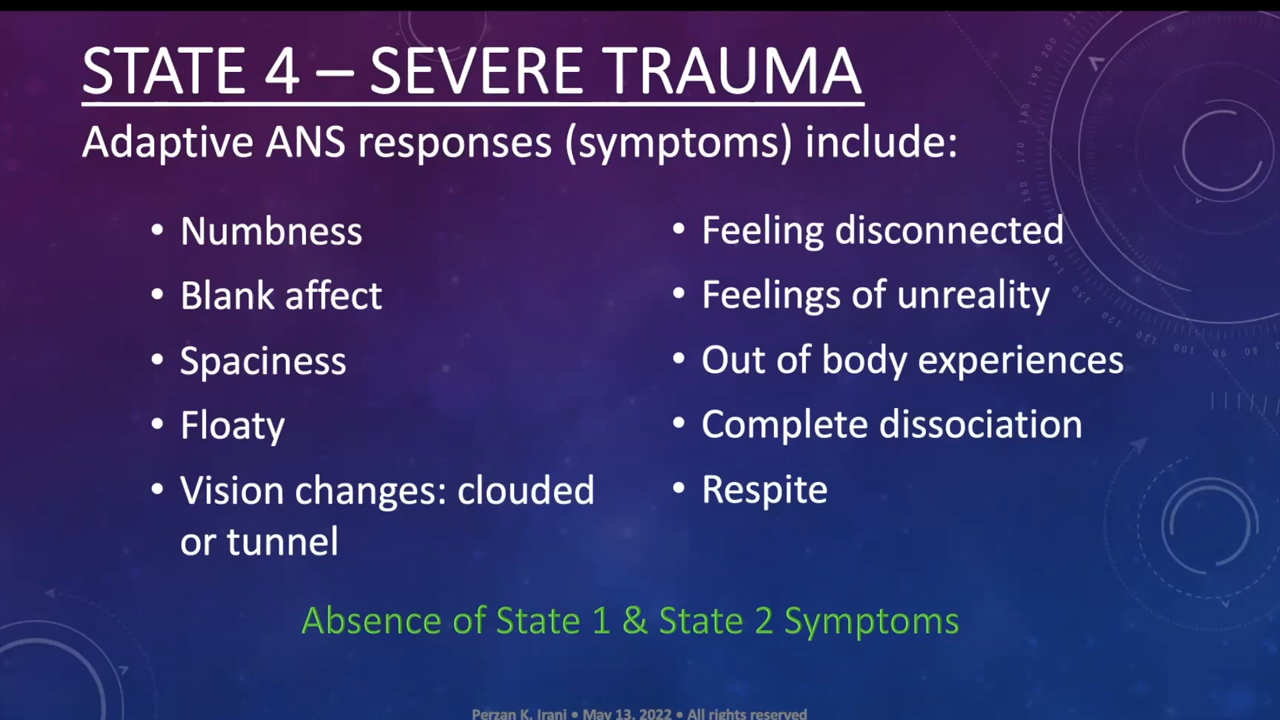 STATE 4 – SEVERE TRAUMA
Adaptive ANS responses (symptoms) include:
• Numbness
• Blank affect
• Spaciness
• Floaty
• Vision changes: clouded
or tunnel
• Feeling disconnected
• Feelings of unreality
• Out of body experiences
• Complete dissociation
• Respite
Absence of State 1 & State 2 Symptoms
Perzan K. Irani • May 13, 2022 • All rights reserved